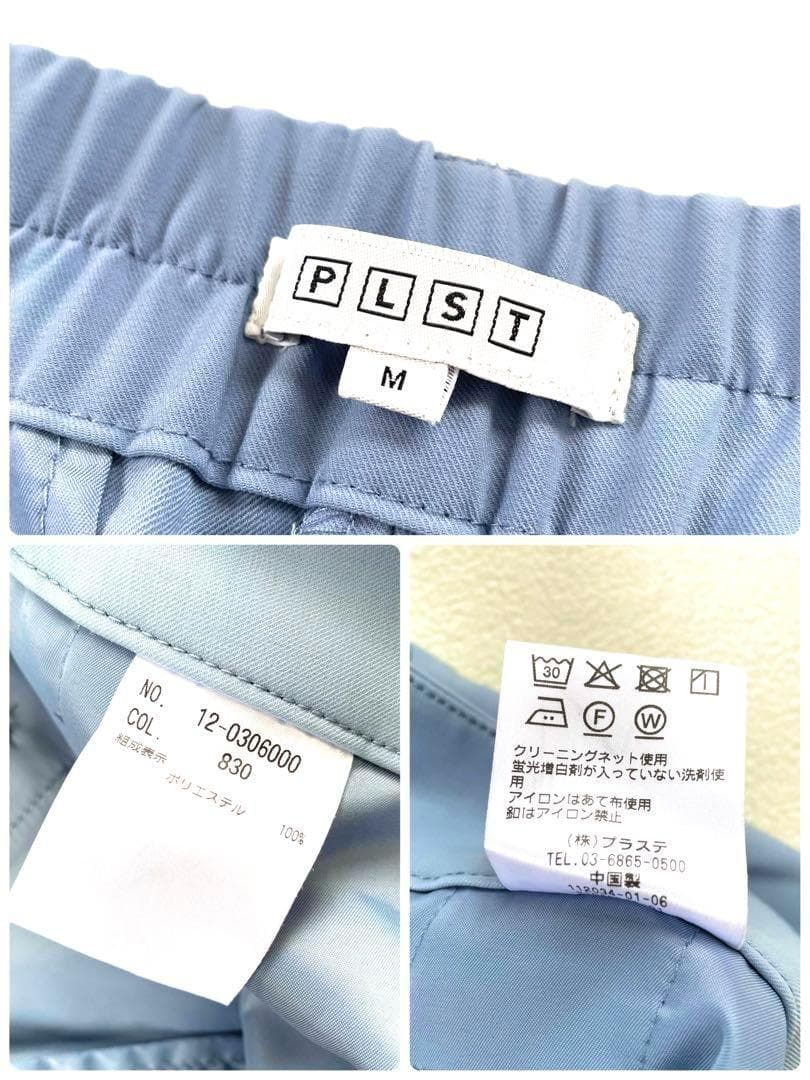 PLST
M
NO. 12-0306000
COL. 830
組成表示
ポリエステル 100%
30
F W
クリーニングネット使用
蛍光増白剤が入っていない洗剤使
用
アイロンはあて布使用
釦はアイロン禁止
(株)プラステ
TEL.03-6865-0500
中国製
112034-01-06